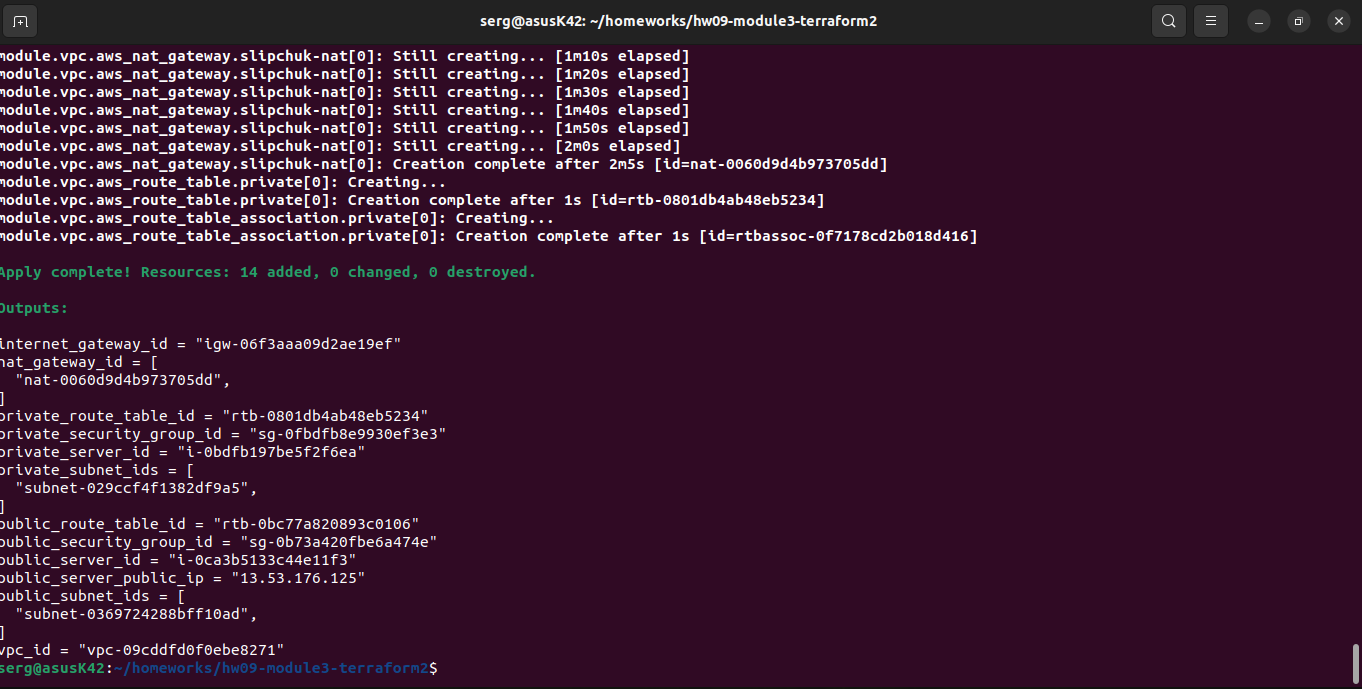 serg@asusK42: ~/homeworks/hw09-module3-terraform2
module.vpc.aws_nat_gateway.slipchuk-nat[0]: Still creating... [1m10s elapsed]
module.vpc.aws_nat_gateway.slipchuk-nat[0]: Still creating... [1m20s elapsed]
module.vpc.aws_nat_gateway.slipchuk-nat[0]: Still creating... [1m30s elapsed]
module.vpc.aws_nat_gateway.slipchuk-nat[0]: Still creating... [1m40s elapsed]
module.vpc.aws_nat_gateway.slipchuk-nat[0]: Still creating... [1m50s elapsed]
module.vpc.aws_nat_gateway.slipchuk-nat[0]: Still creating... [2m0s elapsed]
module.vpc.aws_nat_gateway.slipchuk-nat[0]: Creation complete after 2m5s [id=nat-0060d9d4b973705dd]
module.vpc.aws_route_table.private[0]: Creating...
module.vpc.aws_route_table.private[0]: Creation complete after 1s [id=rtb-0801db4ab48eb5234]
module.vpc.aws_route_table_association.private[0]: Creating...
module.vpc.aws_route_table_association.private[0]: Creation complete after 1s [id=rtbassoc-0f7178cd2b018d416]
Apply complete! Resources: 14 added, 0 changed, 0 destroyed.
Outputs:
internet_gateway_id = "igw-06f3aaa09d2ae19ef"
nat_gateway_id = [
  "nat-0060d9d4b973705dd",
]
private_route_table_id = "rtb-0801db4ab48eb5234"
private_security_group_id = "sg-0fbdfb8e9930ef3e3"
private_server_id = "i-0bdfb197be5f2f6ea"
private_subnet_ids = [
  "subnet-029ccf4f1382df9a5",
]
public_route_table_id = "rtb-0bc77a820893c0106"
public_security_group_id = "sg-0b73a420fbe6a474e"
public_server_id = "i-0ca3b5133c44e11f3"
public_server_public_ip = "13.53.176.125"
public_subnet_ids = [
  "subnet-0369724288bff10ad",
]
vpc_id = "vpc-09cddfd0f0ebe8271"
serg@asusK42:~/homeworks/hw09-module3-terraform2$